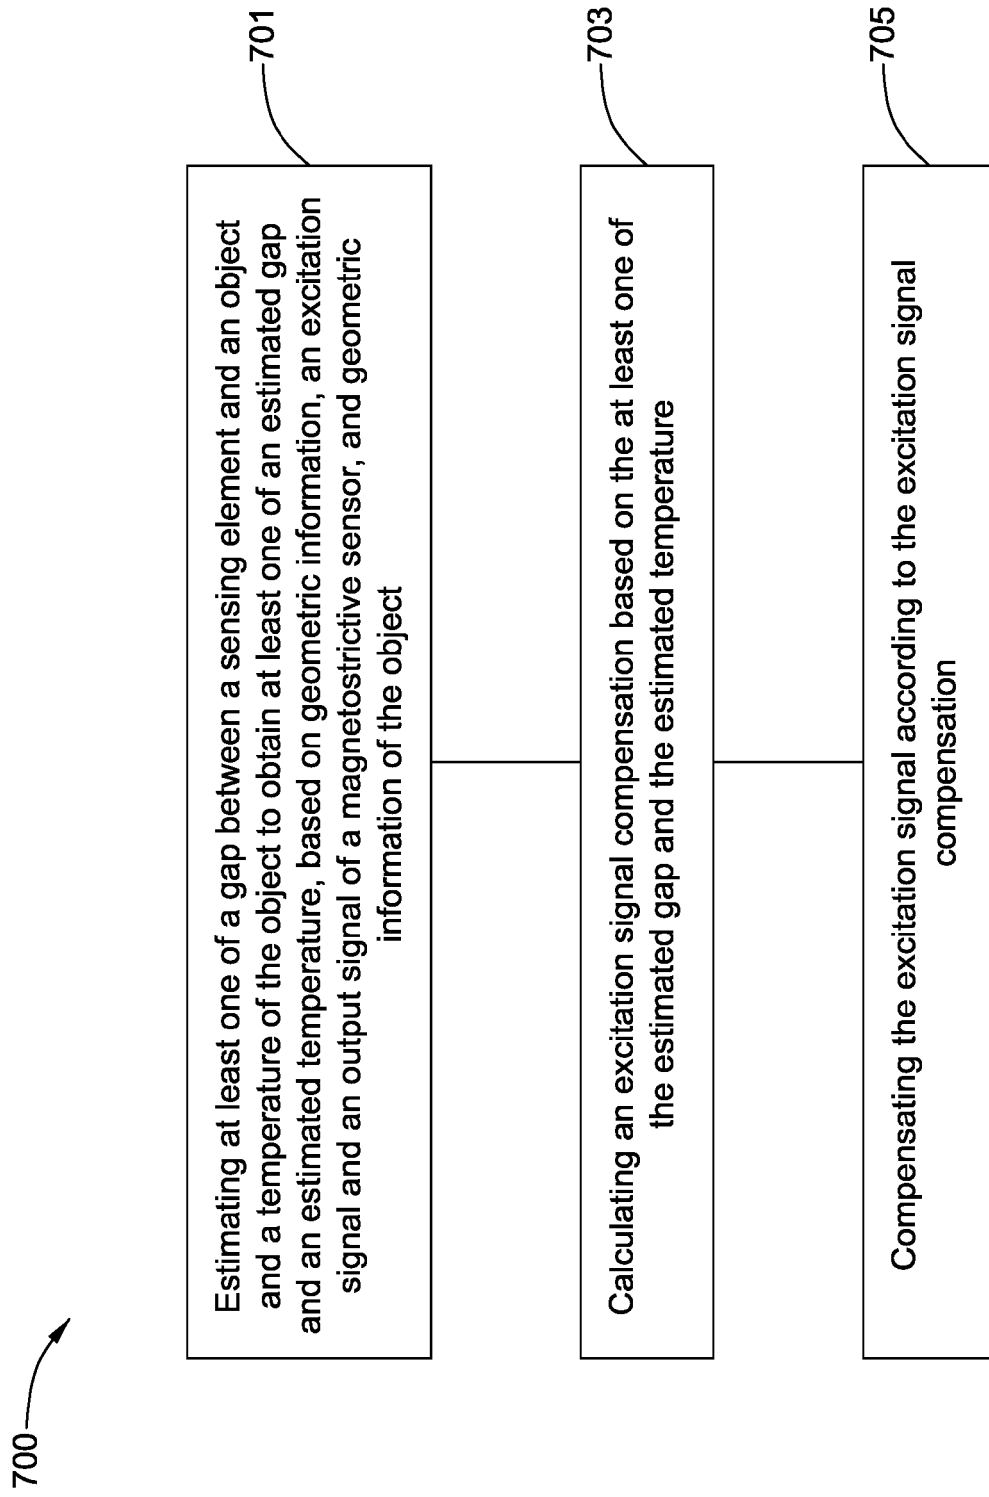 700
701
Estimating at least one of a gap between a sensing element and an object
and a temperature of the object to obtain at least one of an estimated gap
and an estimated temperature, based on geometric information, an excitation
signal and an output signal of a magnetostrictive sensor, and geometric
information of the object
703
Calculating an excitation signal compensation based on the at least one of
the estimated gap and the estimated temperature
705
Compensating the excitation signal according to the excitation signal
compensation